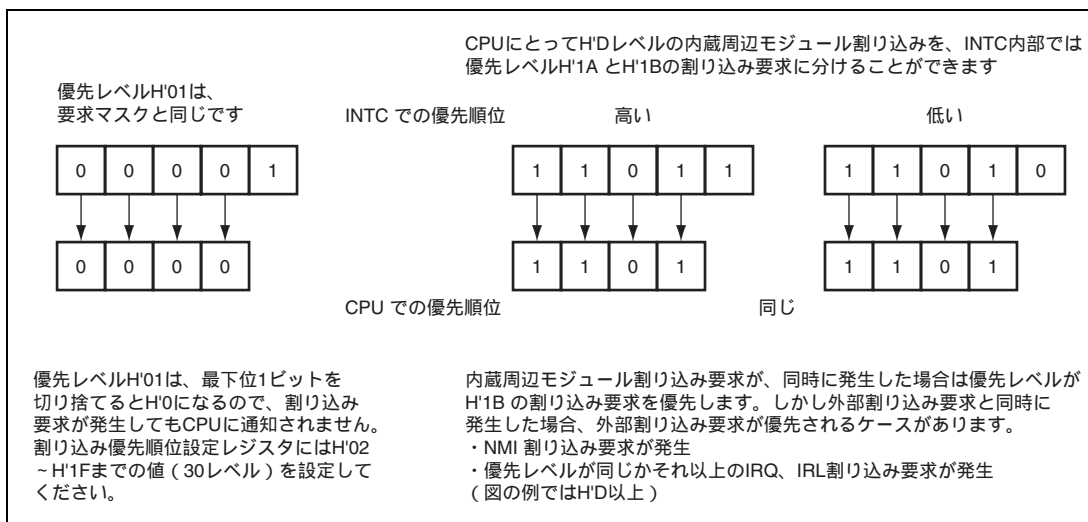 CPUにとってH'Dレベルの内蔵周辺モジュール割り込みを、INTC内部では
優先レベルH'1A とH'1Bの割り込み要求に分けることができます
優先レベルH'01は、
要求マスクと同じです
INTC での優先順位 高い 低い
0 0 0 0 1 1 1 0 1 1 1 1 0 1 0
0 0 0 0 1 1 0 1 1 1 0 1
CPU での優先順位 同じ
優先レベルH'01は、最下位1ビットを
切り捨てるとH'0になるので、割り込み
要求が発生してもCPUに通知されません。
割り込み優先順位設定レジスタにはH'02
~H'1Fまでの値（30レベル）を設定して
ください。
内蔵周辺モジュール割り込み要求が、同時に発生した場合は優先レベルが
H'1B の割り込み要求を優先します。しかし外部割り込み要求と同時に
発生した場合、外部割り込み要求が優先されるケースがあります。
・NMI 割り込み要求が発生
・優先レベルが同じかそれ以上のIRQ、IRL割り込み要求が発生
（図の例ではH'D以上）